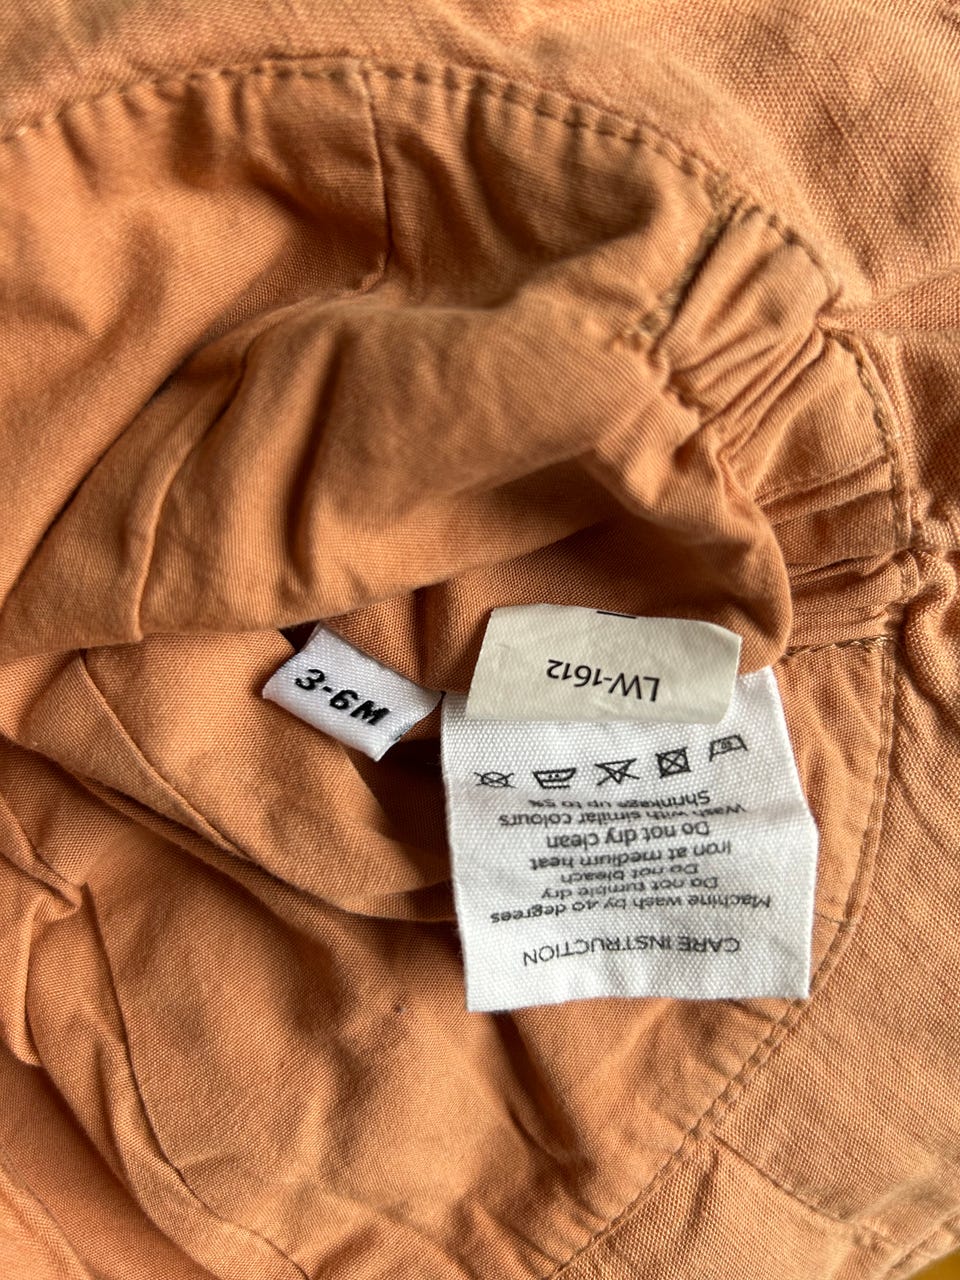 3-6M
LW-1612
CARE INSTRUCTION
Machine wash by 40 degrees
Do not tumble dry
Do not bleach
Iron at medium heat
Do not dry clean
Wash with similar colours
Shrinkage up to 5%